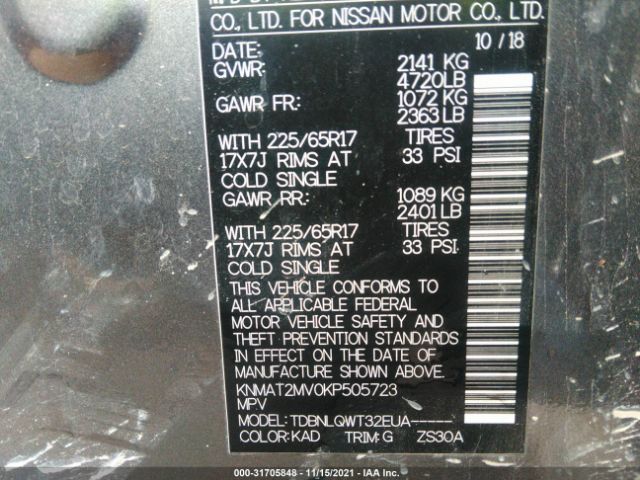 CO., LTD. FOR NISSAN MOTOR CO., LTD.
DATE: 10 / 18
GVWR: 2141 KG
4720LB
GAWR FR: 1072 KG
2363 LB
WITH 225/65R17 TIRES
17X7J RIMS AT 33 PSI
COLD SINGLE
GAWR RR: 1089 KG
2401 LB
WITH 225/65R17 TIRES
17X7J RIMS AT 33 PSI
COLD SINGLE
THIS VEHICLE CONFORMS TO
ALL APPLICABLE FEDERAL
MOTOR VEHICLE SAFETY AND
THEFT PREVENTION STANDARDS
IN EFFECT ON THE DATE OF
MANUFACTURE SHOWN ABOVE.
KNMAT2MV0KP505723
MPV
MODEL: TDBNLQWT32EUA-----
COLOR: KAD TRIM: G ZS30A
000-31705848 - 11/15/2021 - IAA Inc.